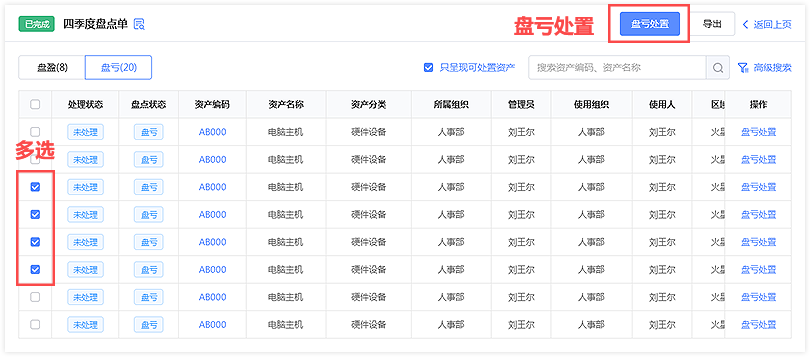 已完成 四季度盘点单 盘亏处置 盘亏处置 导出 返回上页
盘盈(8) 盘亏(20) 只呈现可处置资产 搜索资产编码、资产名称 高级搜索
处理状态 盘点状态 资产编码 资产名称 资产分类 所属组织 管理员 使用组织 使用人 区域 操作
未处理 盘亏 AB000 电脑主机 硬件设备 人事部 刘王尔 人事部 刘王尔 火星 盘亏处置
多选
未处理 盘亏 AB000 电脑主机 硬件设备 人事部 刘王尔 人事部 刘王尔 火星 盘亏处置
未处理 盘亏 AB000 电脑主机 硬件设备 人事部 刘王尔 人事部 刘王尔 火星 盘亏处置
未处理 盘亏 AB000 电脑主机 硬件设备 人事部 刘王尔 人事部 刘王尔 火星 盘亏处置
未处理 盘亏 AB000 电脑主机 硬件设备 人事部 刘王尔 人事部 刘王尔 火星 盘亏处置
未处理 盘亏 AB000 电脑主机 硬件设备 人事部 刘王尔 人事部 刘王尔 火星 盘亏处置
未处理 盘亏 AB000 电脑主机 硬件设备 人事部 刘王尔 人事部 刘王尔 火星 盘亏处置
未处理 盘亏 AB000 电脑主机 硬件设备 人事部 刘王尔 人事部 刘王尔 火星 盘亏处置